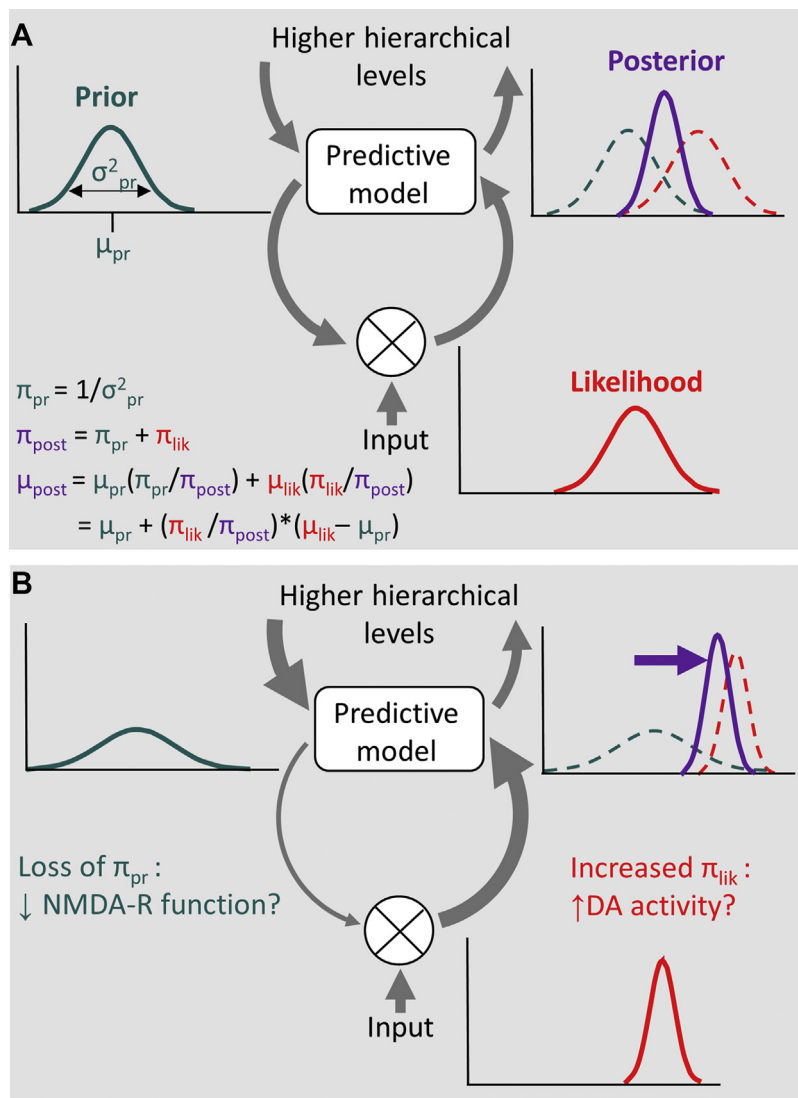 A
Higher hierarchical
levels
Prior
σ²pr
μpr
Predictive
model
Posterior
Likelihood
Input
πpr = 1/σ²pr
πpost = πpr + πlik
μpost = μpr(πpr/πpost) + μlik(πlik/πpost)
= μpr + (πlik /πpost)*(μlik – μpr)
B
Higher hierarchical
levels
Predictive
model
Loss of πpr :
↓ NMDA-R function?
Increased πlik :
↑DA activity?
Input